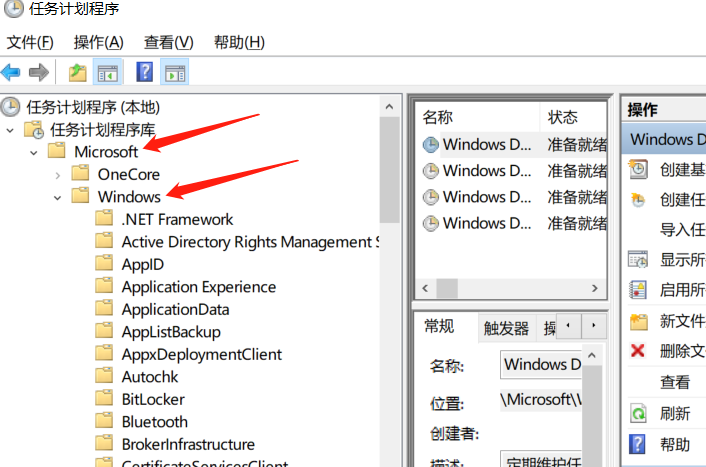 任务计划程序
文件(F) 操作(A) 查看(V) 帮助(H)
任务计划程序 (本地)
任务计划程序库
Microsoft
OneCore
Windows
.NET Framework
Active Directory Rights Management S
AppID
Application Experience
ApplicationData
AppListBackup
AppxDeploymentClient
Autochk
BitLocker
Bluetooth
BrokerInfrastructure
CertificateServicesClient
名称 状态
Windows D... 准备就绪
Windows D... 准备就绪
Windows D... 准备就绪
Windows D... 准备就绪
常规 触发器 操
名称: Windows D
位置: \Microsoft\
创建者:
描述: 定期维护任
操作
Windows D
创建基
创建任
导入任
显示所
启用所
新文件
删除文
查看
刷新
帮助